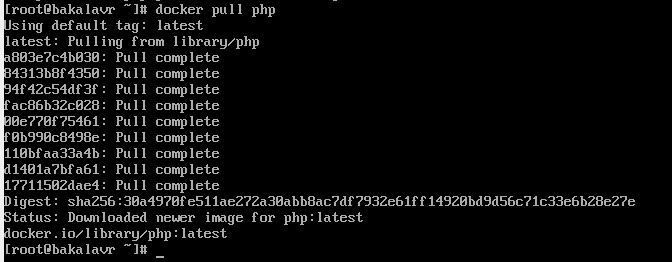 [root@bakalavr ~]# docker pull php
Using default tag: latest
latest: Pulling from library/php
a803e7c4b030: Pull complete
84313b8f4350: Pull complete
94f42c54df3f: Pull complete
fac86b32c028: Pull complete
00e770f75461: Pull complete
f0b990c8498e: Pull complete
110bfaa33a4b: Pull complete
d1401a7bfa61: Pull complete
17711502dae4: Pull complete
Digest: sha256:30a4970fe511ae272a30abb8ac7df7932e61ff14920bd9d56c71c33e6b28e27e
Status: Downloaded newer image for php:latest
docker.io/library/php:latest
[root@bakalavr ~]# _